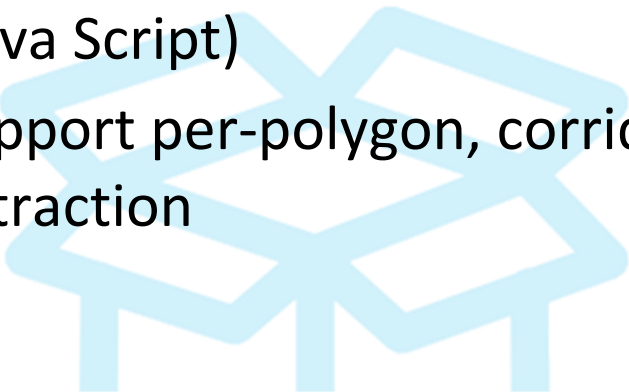 va Script)
pport per-polygon, corrid
traction